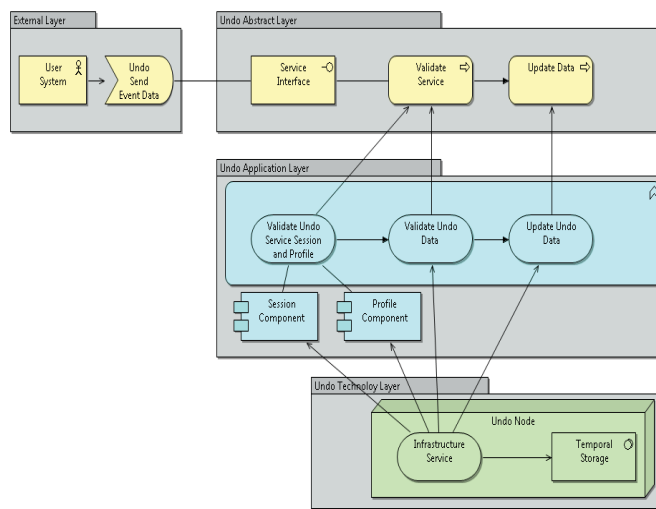 External Layer
User
System
Undo
Send
Event Data
Undo Abstract Layer
Service
Interface
Validate
Service
Update Data
Undo Application Layer
Validate Undo
Service Session
and Profile
Validate Undo
Data
Update Undo
Data
Session
Component
Profile
Component
Undo Technoloy Layer
Undo Node
Infrastructure
Service
Temporal
Storage